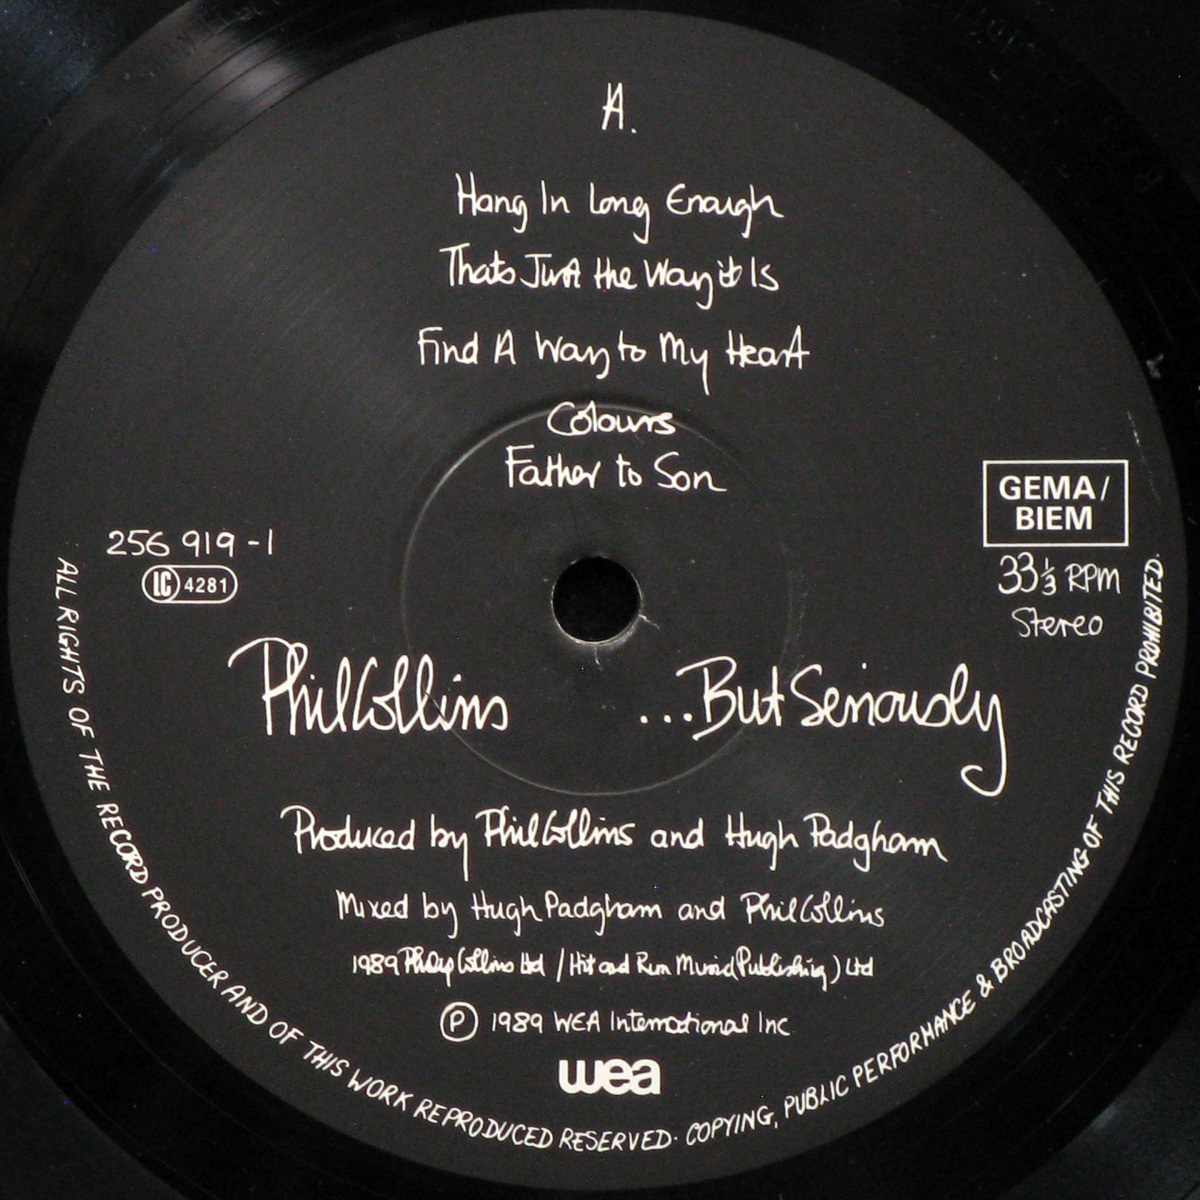 A.
Hang In Long Enough
Thats Just the Way it Is
Find A Way to My Heart
Colours
Father to Son
GEMA/
BIEM
256 919-1
LC 4281
33⅓ RPM
Stereo
Phil Collins ...But Seriously
Produced by Phil Collins and Hugh Padgham
Mixed by Hugh Padgham and Phil Collins
1989 Philip Collins Ltd / Hit and Run Music (Publishing) Ltd
Ⓟ 1989 WEA International Inc
wea
ALL RIGHTS OF THE RECORD PRODUCER AND OF THIS WORK REPRODUCED RESERVED. COPYING, PUBLIC PERFORMANCE & BROADCASTING OF THIS RECORD PROHIBITED.